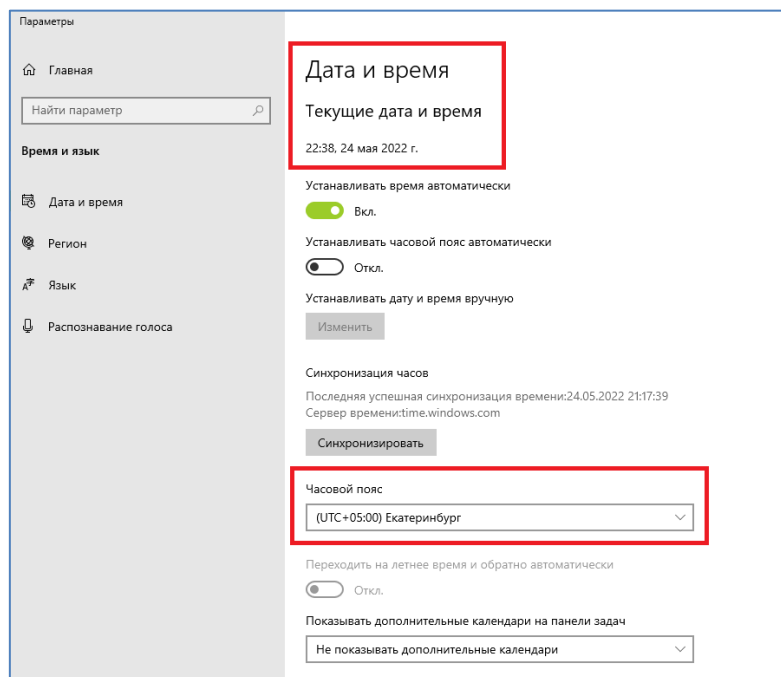 Параметры
Главная
Найти параметр
Время и язык
Дата и время
Регион
Язык
Распознавание голоса
Дата и время
Текущие дата и время
22:38, 24 мая 2022 г.
Устанавливать время автоматически
Вкл.
Устанавливать часовой пояс автоматически
Откл.
Устанавливать дату и время вручную
Изменить
Синхронизация часов
Последняя успешная синхронизация времени:24.05.2022 21:17:39
Сервер времени:time.windows.com
Синхронизировать
Часовой пояс
(UTC+05:00) Екатеринбург
Переходить на летнее время и обратно автоматически
Откл.
Показывать дополнительные календари на панели задач
Не показывать дополнительные календари